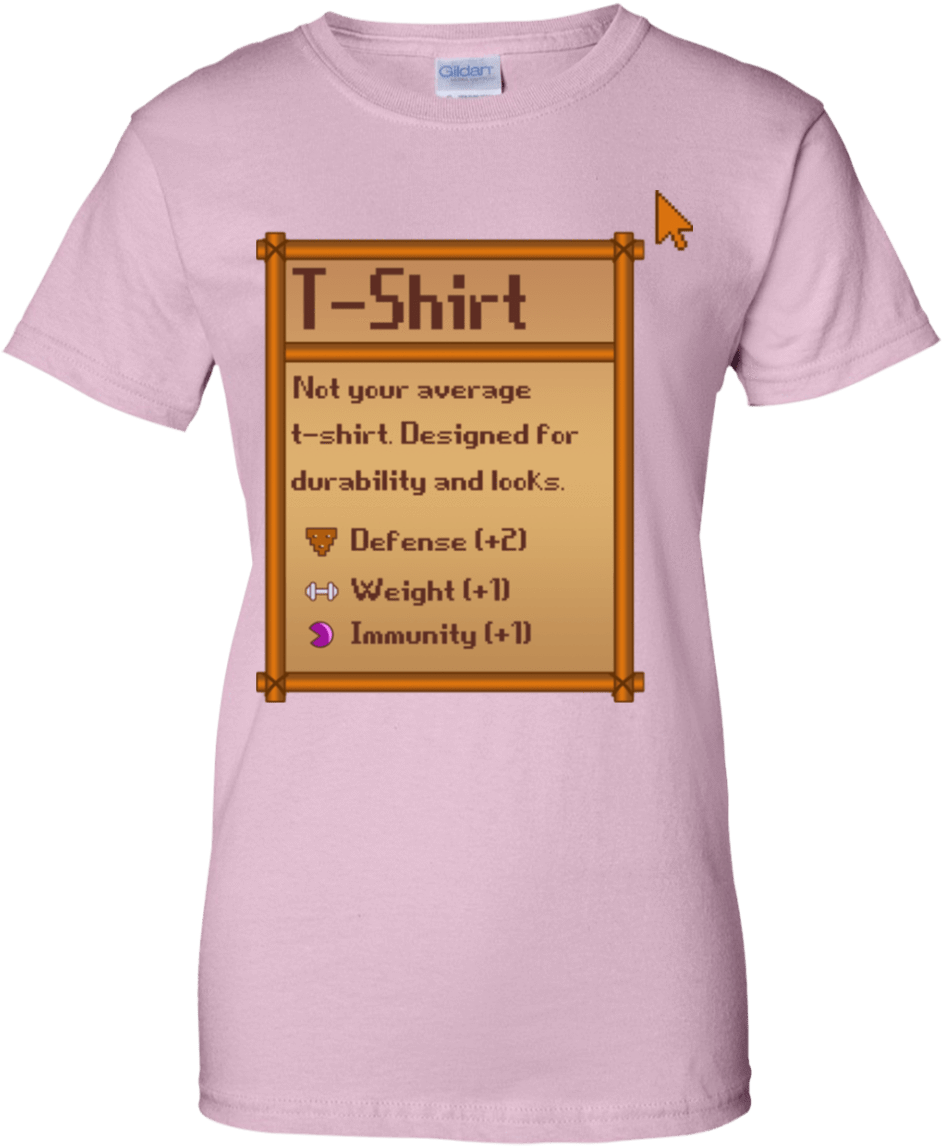 Gildan
T-Shirt
Not your average
t-shirt. Designed for
durability and looks.
Defense (+2)
Weight (+1)
Immunity (+1)